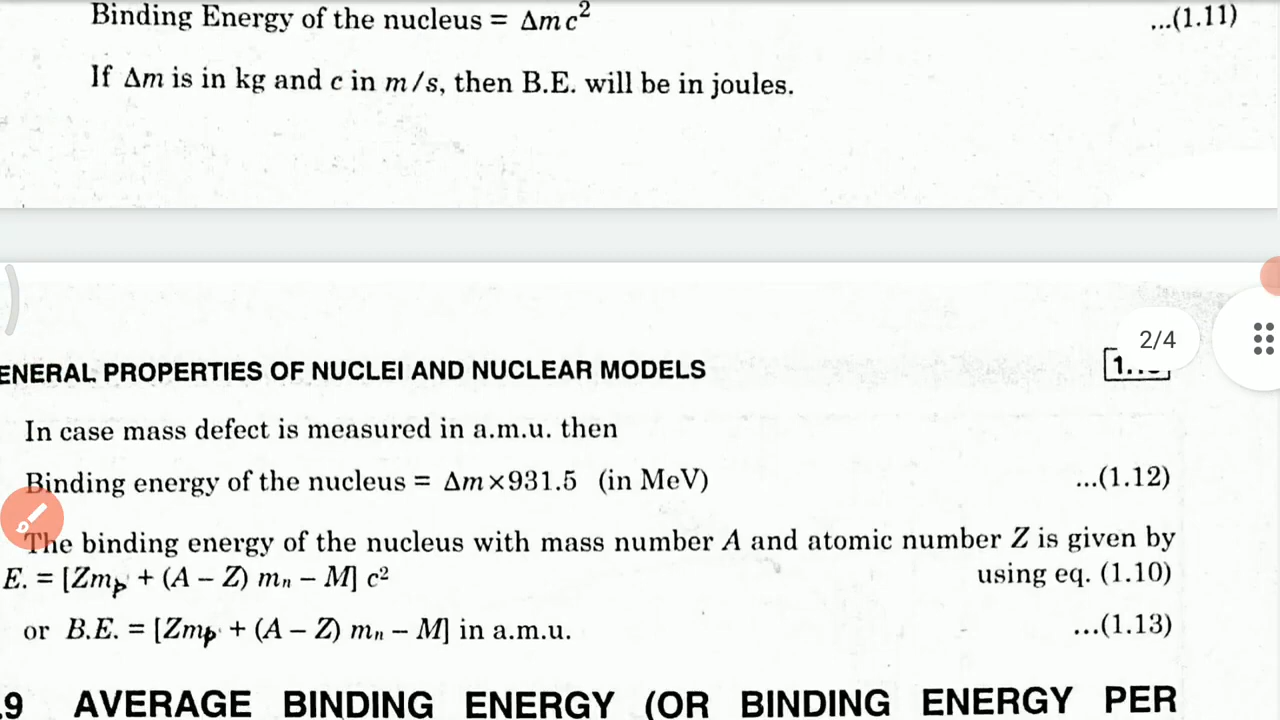 Binding Energy of the nucleus = Δmc² ...(1.11)
If Δm is in kg and c in m/s, then B.E. will be in joules.
2/4
ENERAL PROPERTIES OF NUCLEI AND NUCLEAR MODELS
In case mass defect is measured in a.m.u. then
Binding energy of the nucleus = Δm×931.5 (in MeV) ...(1.12)
The binding energy of the nucleus with mass number A and atomic number Z is given by
E. = [Zmₚ + (A – Z) mₙ – M] c² using eq. (1.10)
or B.E. = [Zmₚ + (A – Z) mₙ – M] in a.m.u. ...(1.13)
.9 AVERAGE BINDING ENERGY (OR BINDING ENERGY PER